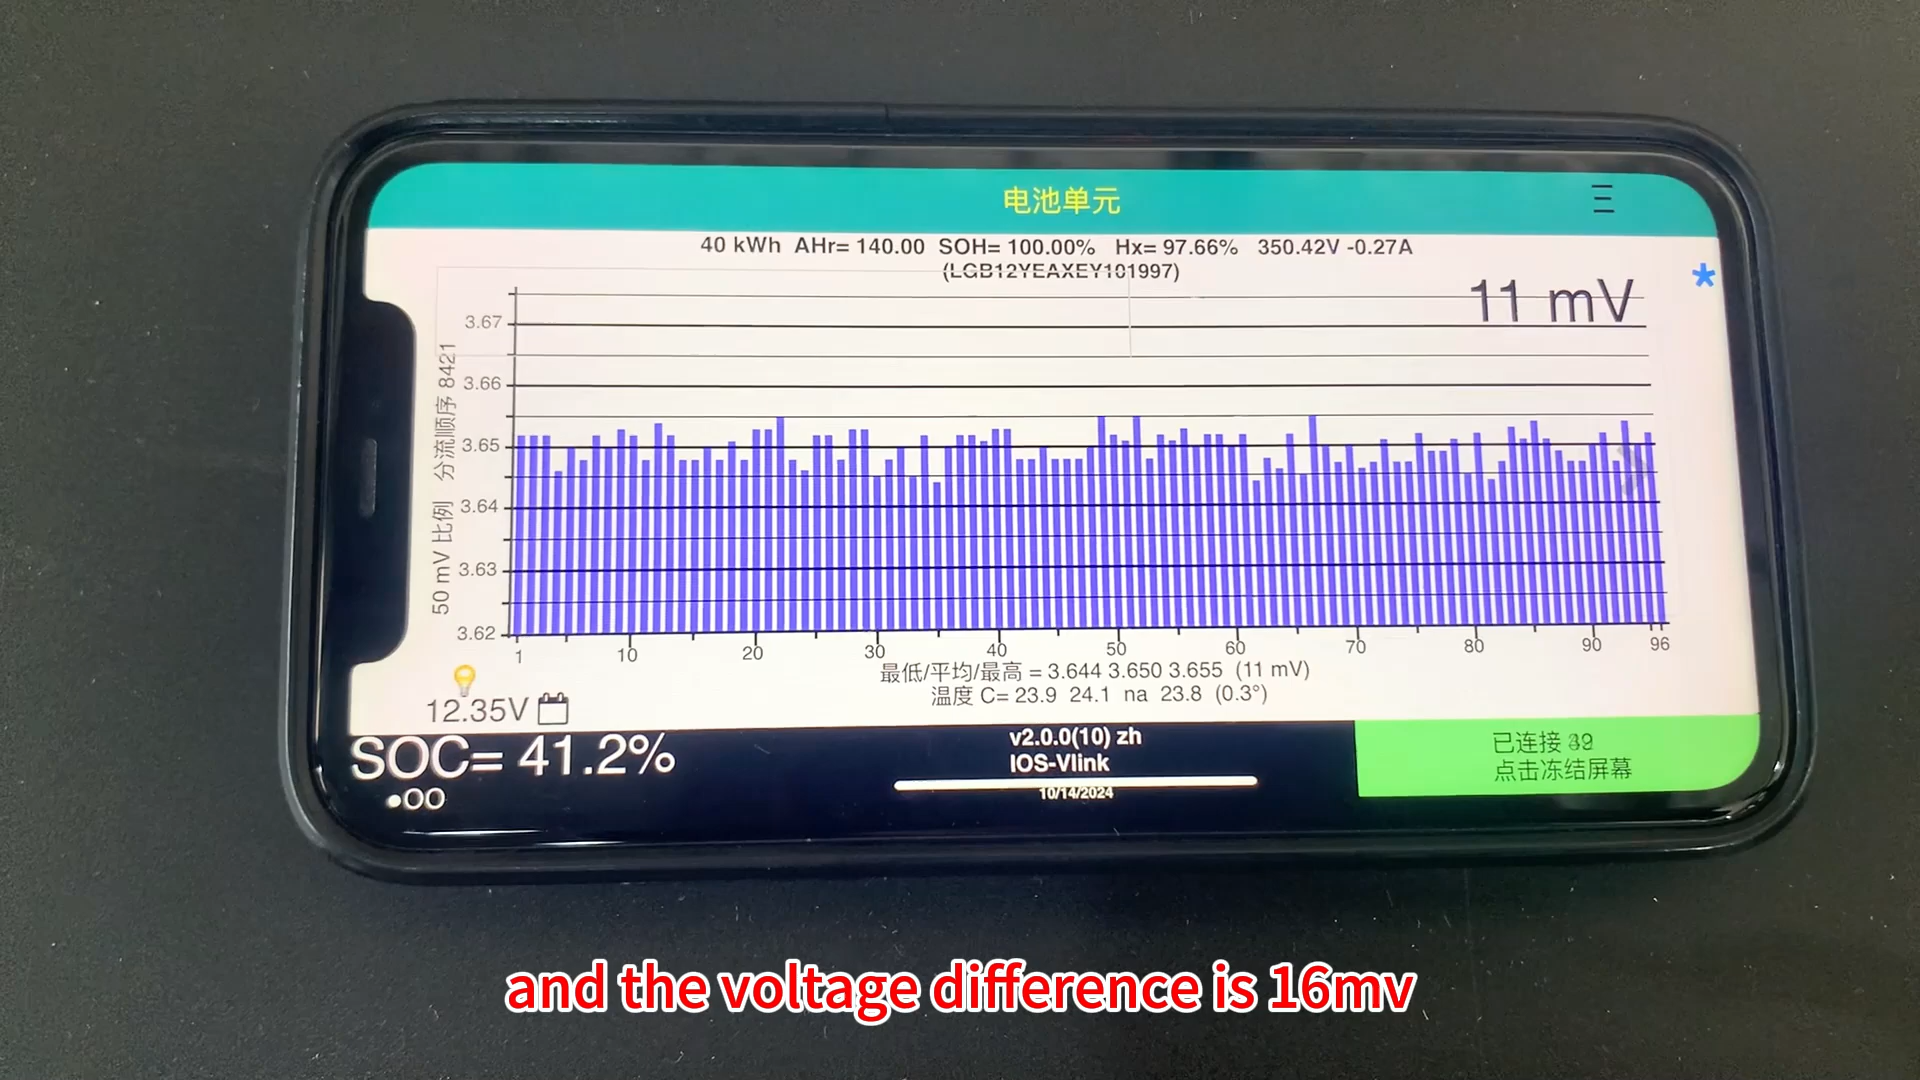 电池单元
40 kWh AHr= 140.00 SOH= 100.00% Hx= 97.66% 350.42V -0.27A
(LGB12YEAXEY101997)
11 mV
50 mV 比例 分流顺序 8421
3.67
3.66
3.65
3.64
3.63
3.62
1 10 20 30 40 50 60 70 80 90 96
最低/平均/最高 = 3.644 3.650 3.655 (11 mV)
温度 C= 23.9 24.1 na 23.8 (0.3°)
12.35V
SOC= 41.2%
v2.0.0(10) zh
IOS-Vlink
10/14/2024
已连接
点击冻结屏幕
and the voltage difference is 16mv